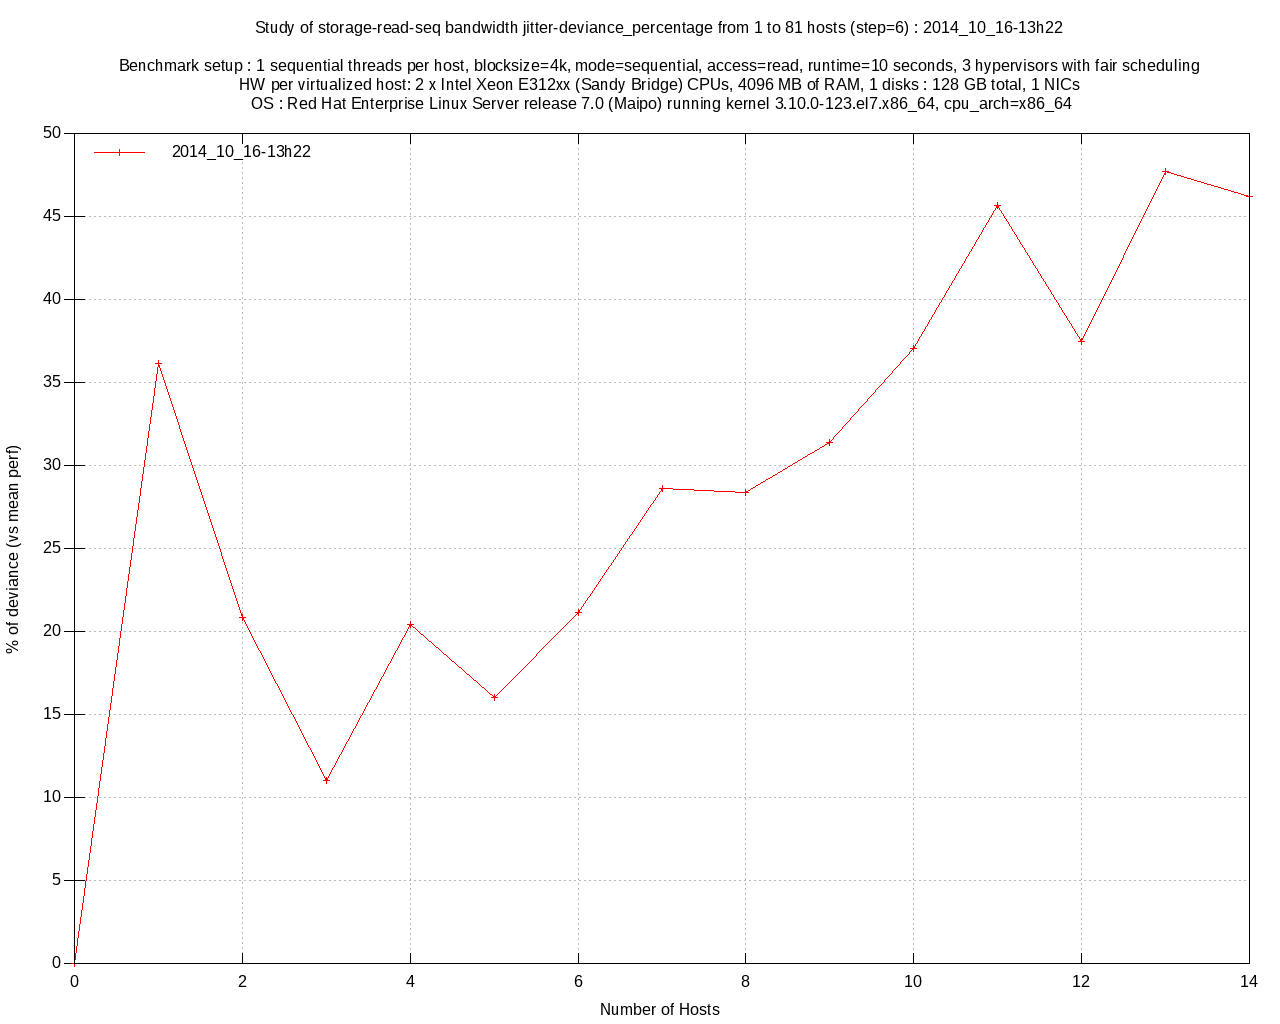 Study of storage-read-seq bandwidth jitter-deviance_percentage from 1 to 81 hosts (step=6) : 2014_10_16-13h22
Benchmark setup : 1 sequential threads per host, blocksize=4k, mode=sequential, access=read, runtime=10 seconds, 3 hypervisors with fair scheduling
HW per virtualized host: 2 x Intel Xeon E312xx (Sandy Bridge) CPUs, 4096 MB of RAM, 1 disks : 128 GB total, 1 NICs
OS : Red Hat Enterprise Linux Server release 7.0 (Maipo) running kernel 3.10.0-123.el7.x86_64, cpu_arch=x86_64
2014_10_16-13h22
50
45
40
35
30
25
20
15
10
5
0
% of deviance (vs mean perf)
0 2 4 6 8 10 12 14
Number of Hosts